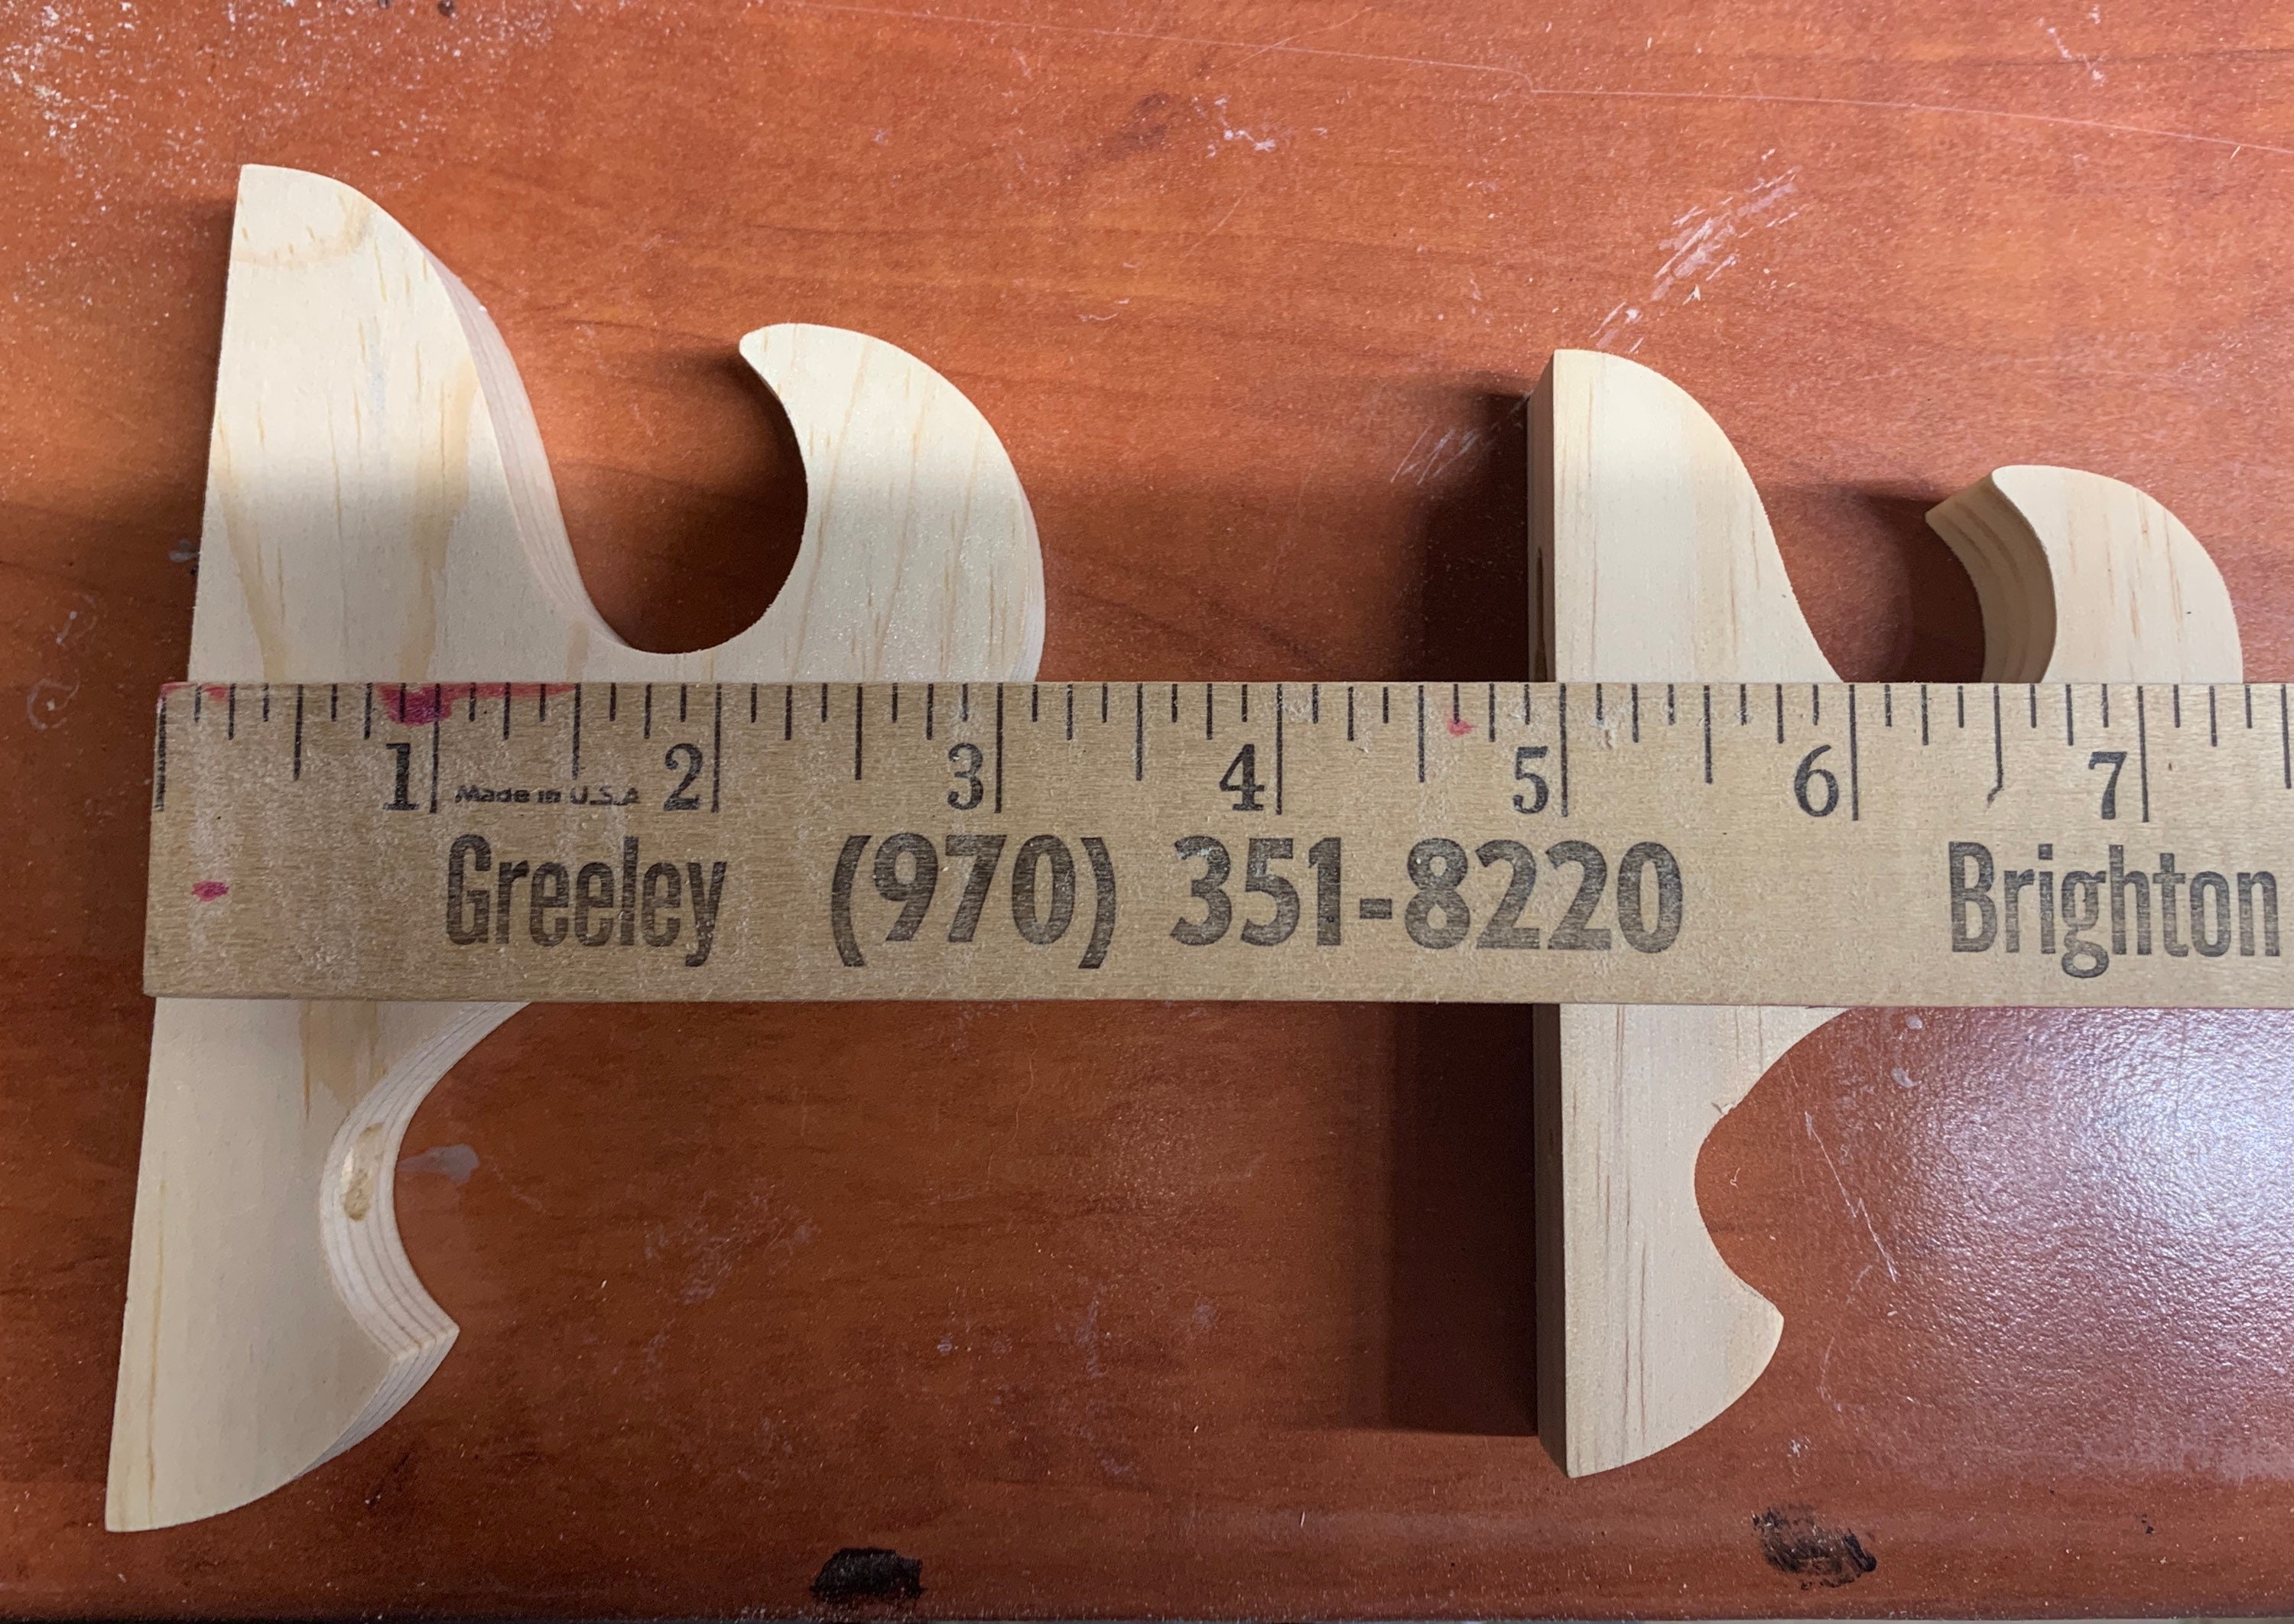 1 2 3 4 5 6 7
Made in U.S.A
Greeley (970) 351-8220 Brighton